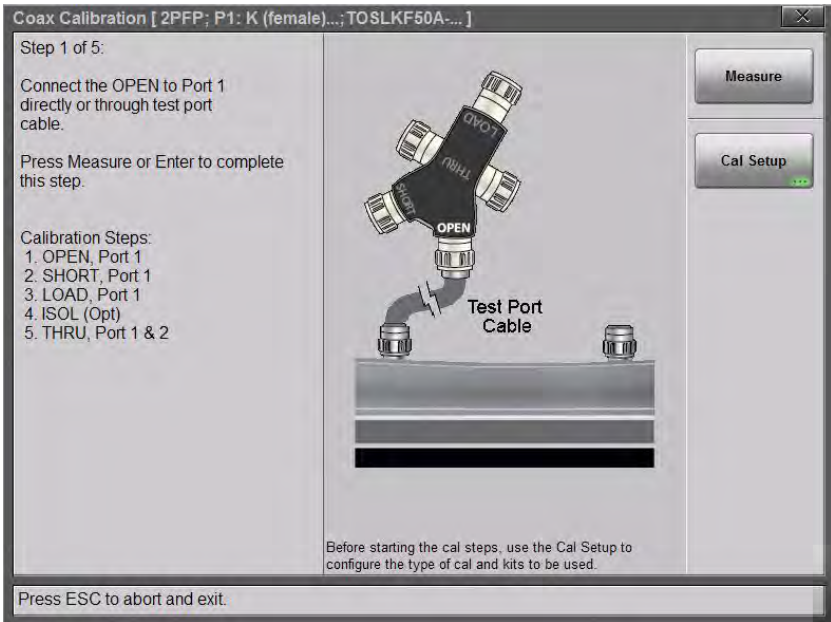 Coax Calibration [ 2PFP; P1: K (female)...;TOSLKF50A-... ]
Step 1 of 5:
Connect the OPEN to Port 1
directly or through test port
cable.
Press Measure or Enter to complete
this step.
Calibration Steps:
1. OPEN, Port 1
2. SHORT, Port 1
3. LOAD, Port 1
4. ISOL (Opt)
5. THRU, Port 1 & 2
LOAD
THRU
SHORT
OPEN
Test Port
Cable
Before starting the cal steps, use the Cal Setup to
configure the type of cal and kits to be used.
Measure
Cal Setup
...
Press ESC to abort and exit.